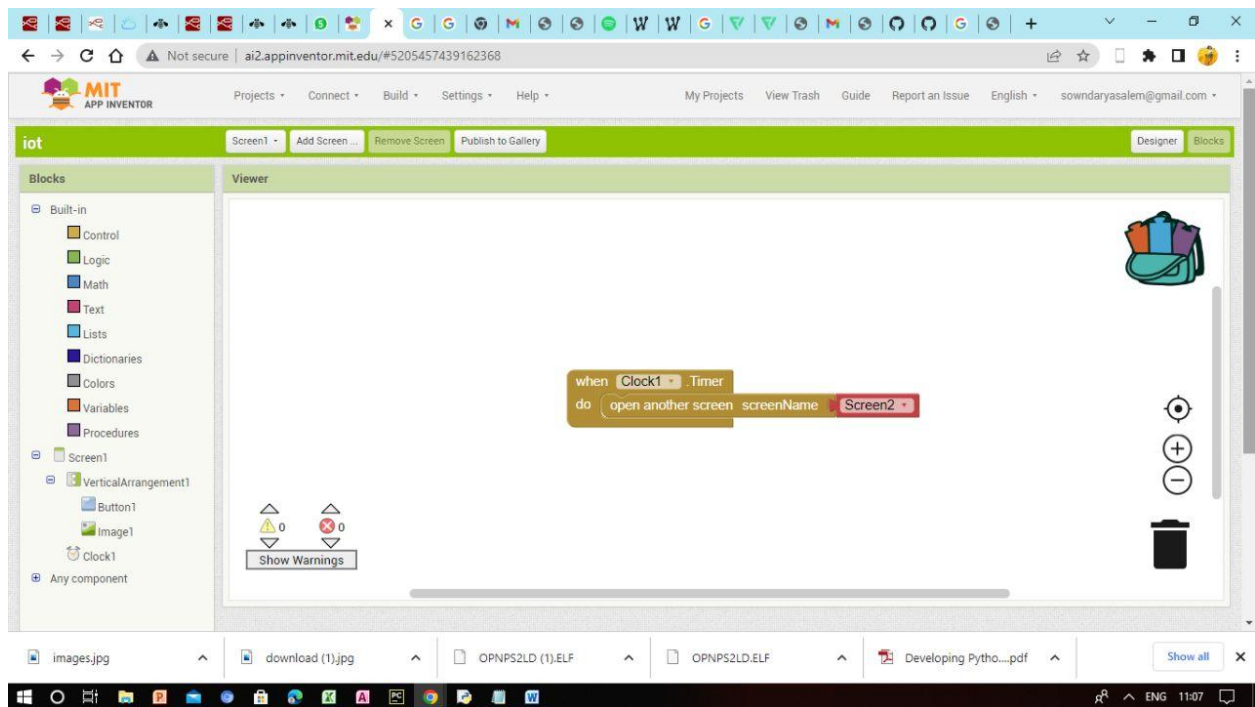 Not secure | ai2.appinventor.mit.edu/#5205457439162368
MIT
APP INVENTOR
Projects Connect Build Settings Help My Projects View Trash Guide Report an Issue English sowndaryasalem@gmail.com
iot Screen1 Add Screen ... Remove Screen Publish to Gallery Designer Blocks
Blocks Viewer
Built-in
Control
Logic
Math
Text
Lists
Dictionaries
Colors
Variables
Procedures
Screen1
VerticalArrangement1
Button1
Image1
Clock1
Any component
when Clock1 .Timer
do open another screen screenName Screen2
0 0
Show Warnings
images.jpg download (1).jpg OPNPS2LD (1).ELF OPNPS2LD.ELF Developing Pytho....pdf Show all
ENG 11:07